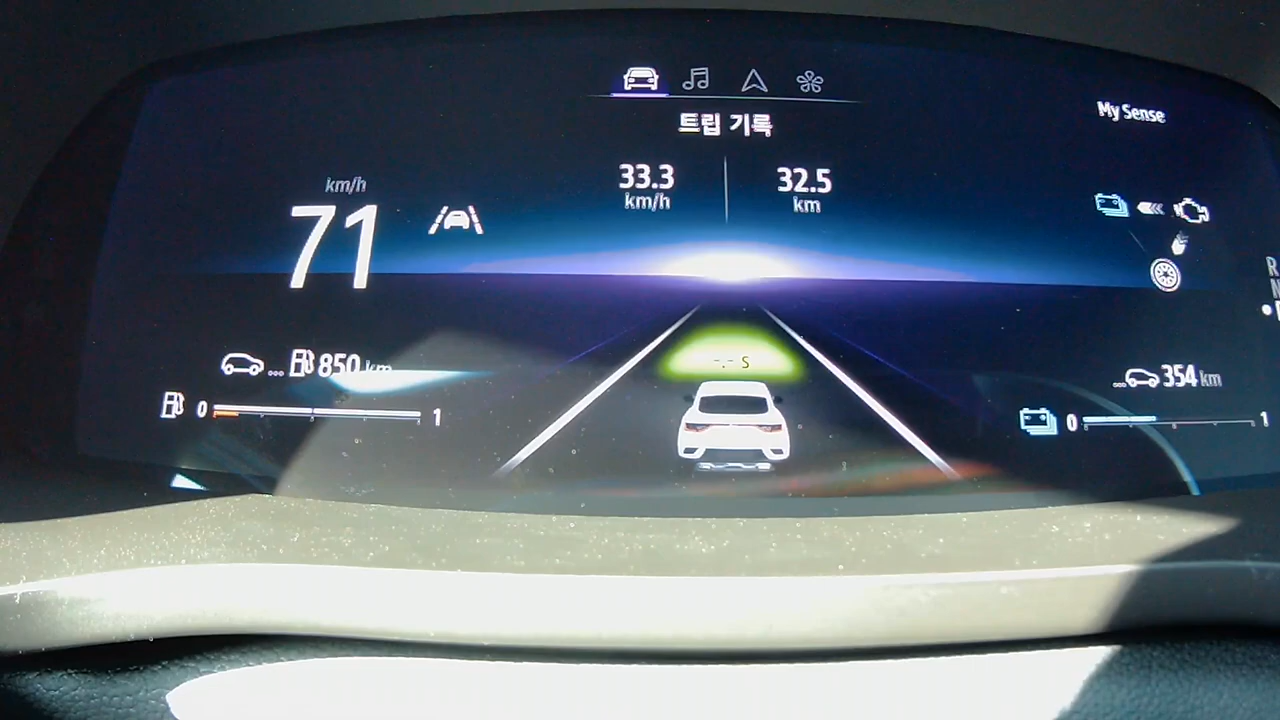 트립 기록
My Sense
33.3 km/h
32.5 km
km/h
71
-.- S
850 km
0 1
354 km
0 1
R
N